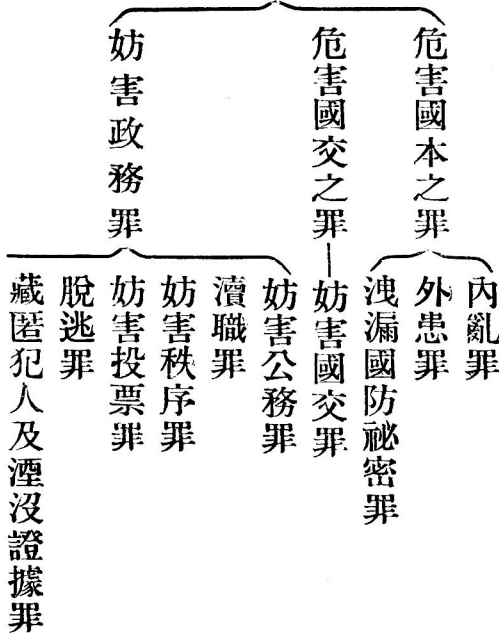 危害國本之罪
內亂罪
外患罪
洩漏國防祕密罪
危害國交之罪
妨害國交罪
妨害政務罪
妨害公務罪
瀆職罪
妨害秩序罪
妨害投票罪
脫逃罪
藏匿犯人及湮沒證據罪